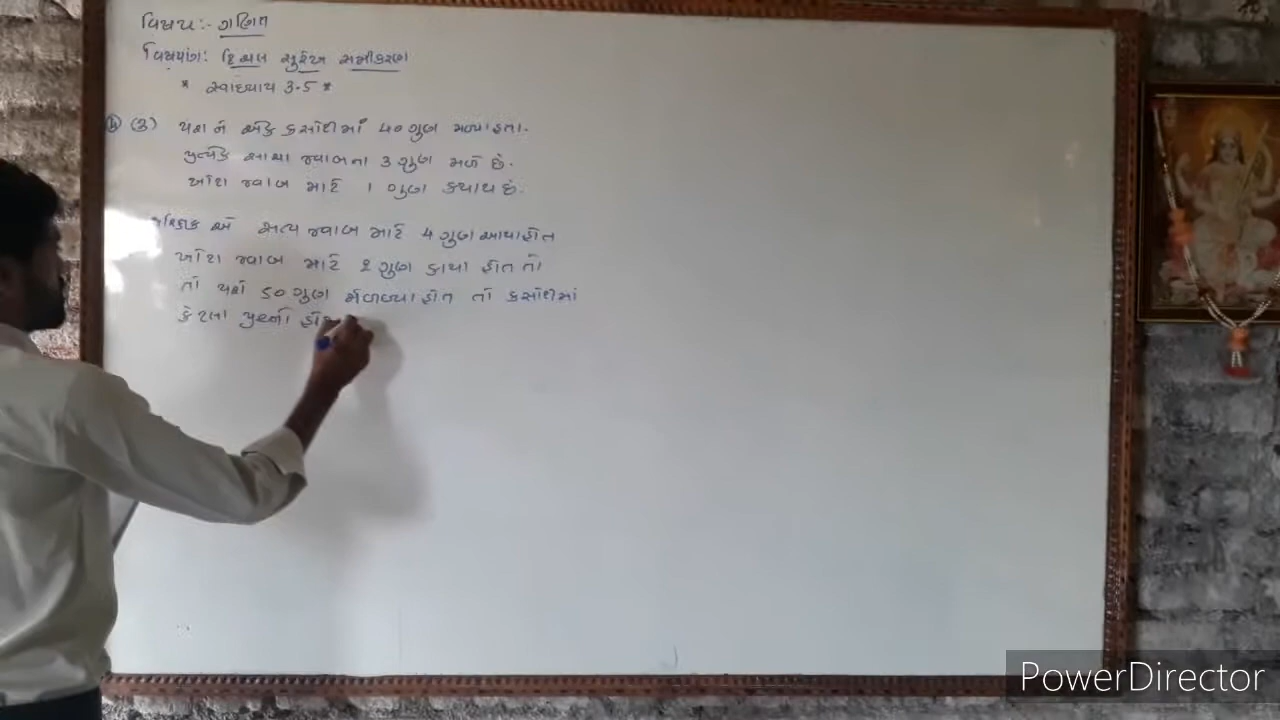 વિષય :- ગણિત
વિષયાંગ: દ્વિચલ સુરેખ સમીકરણ
* સ્વાધ્યાય 3.5 *
(3) યશને એક કસોટીમાં 40 ગુણ મળ્યા હતા.
પ્રત્યેક સાચા જવાબના 3 ગુણ મળે છે.
ખોટા જવાબ માટે 1 ગુણ કપાય છે.
એ સત્ય જવાબ માટે 4 ગુણ આપ્યા હોત
ખોટા જવાબ માટે 2 ગુણ કાપ્યા હોત તો
તો યશે 50 ગુણ મેળવ્યા હોત તો કસોટીમાં
કેટલા પ્રશ્નો
PowerDirector